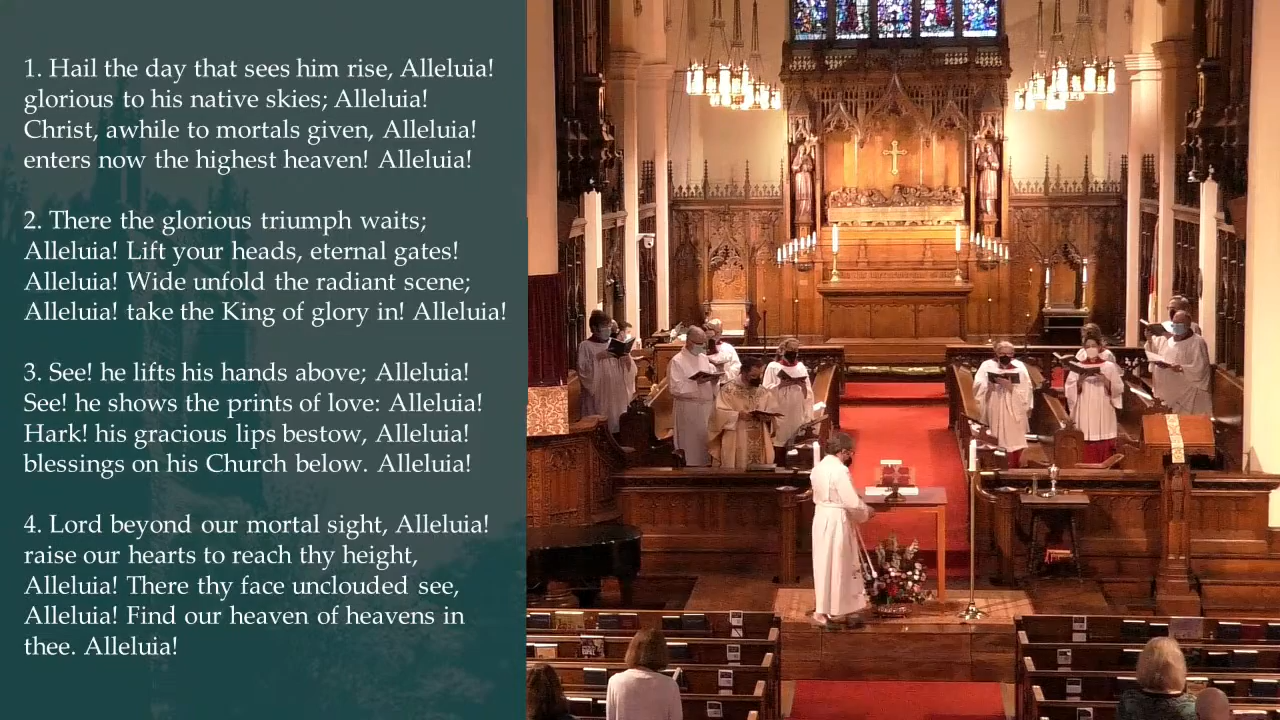 1. Hail the day that sees him rise, Alleluia!
glorious to his native skies; Alleluia!
Christ, awhile to mortals given, Alleluia!
enters now the highest heaven! Alleluia!
2. There the glorious triumph waits;
Alleluia! Lift your heads, eternal gates!
Alleluia! Wide unfold the radiant scene;
Alleluia! take the King of glory in! Alleluia!
3. See! he lifts his hands above; Alleluia!
See! he shows the prints of love: Alleluia!
Hark! his gracious lips bestow, Alleluia!
blessings on his Church below. Alleluia!
4. Lord beyond our mortal sight, Alleluia!
raise our hearts to reach thy height,
Alleluia! There thy face unclouded see,
Alleluia! Find our heaven of heavens in
thee. Alleluia!